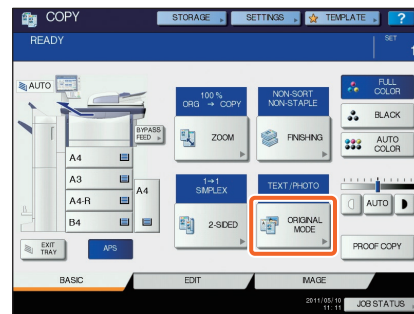 COPY
STORAGE
SETTINGS
TEMPLATE
?
READY
SET
1
AUTO
100 %
ORG → COPY
NON-SORT
NON-STAPLE
FULL
COLOR
BLACK
BYPASS
FEED
ZOOM
FINISHING
AUTO
COLOR
A4
A3
A4-R
B4
A4
1→1
SIMPLEX
TEXT/PHOTO
2-SIDED
ORIGINAL
MODE
AUTO
EXIT
TRAY
APS
PROOF COPY
BASIC
EDIT
IMAGE
2011/05/10
11:11
JOB STATUS